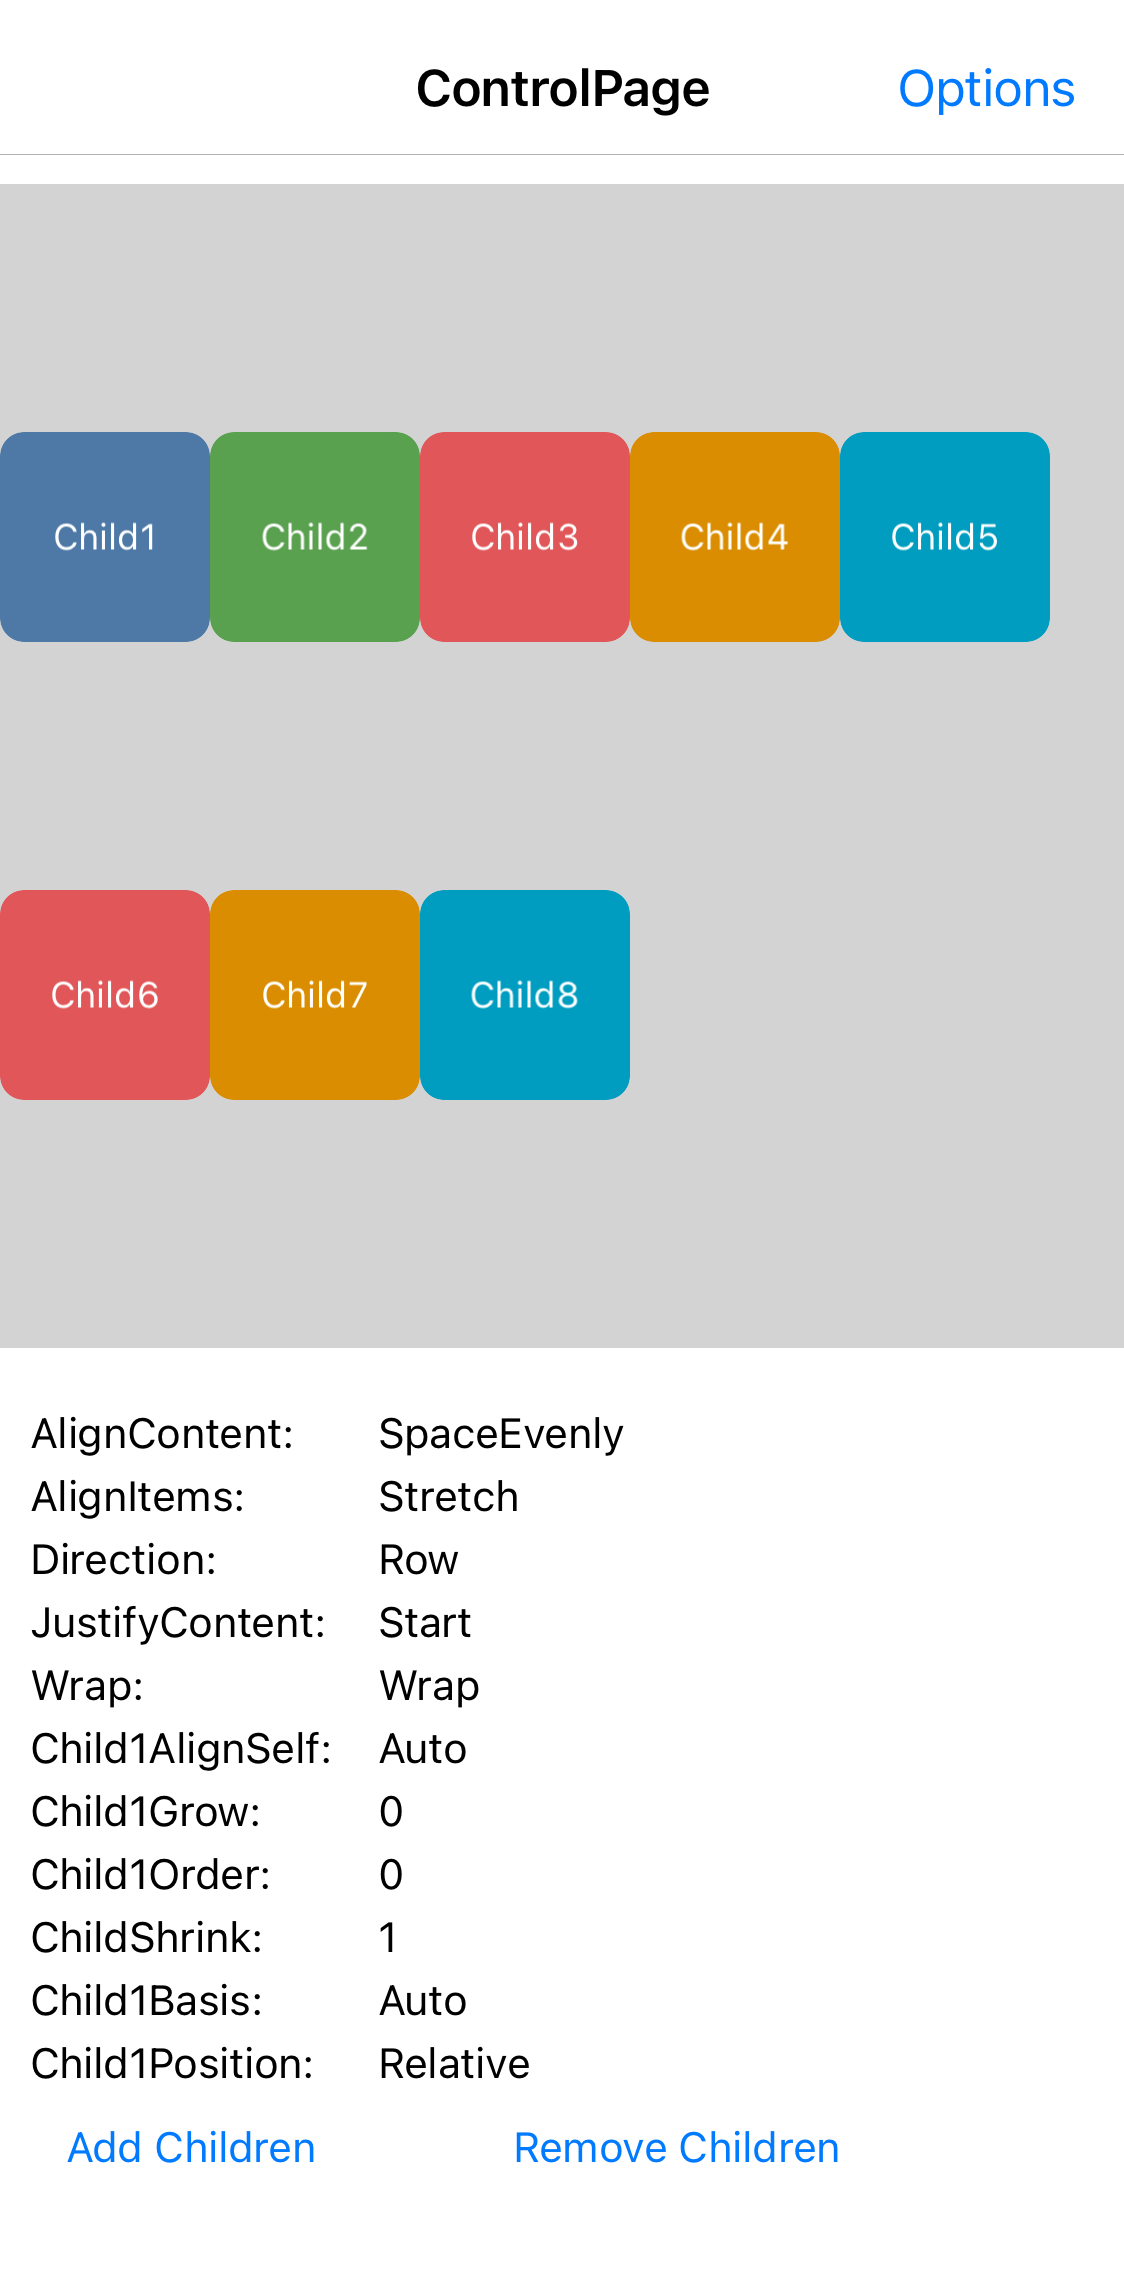 ControlPage Options
Child1 Child2 Child3 Child4 Child5
Child6 Child7 Child8
AlignContent: SpaceEvenly
AlignItems: Stretch
Direction: Row
JustifyContent: Start
Wrap: Wrap
Child1AlignSelf: Auto
Child1Grow: 0
Child1Order: 0
ChildShrink: 1
Child1Basis: Auto
Child1Position: Relative
Add Children Remove Children